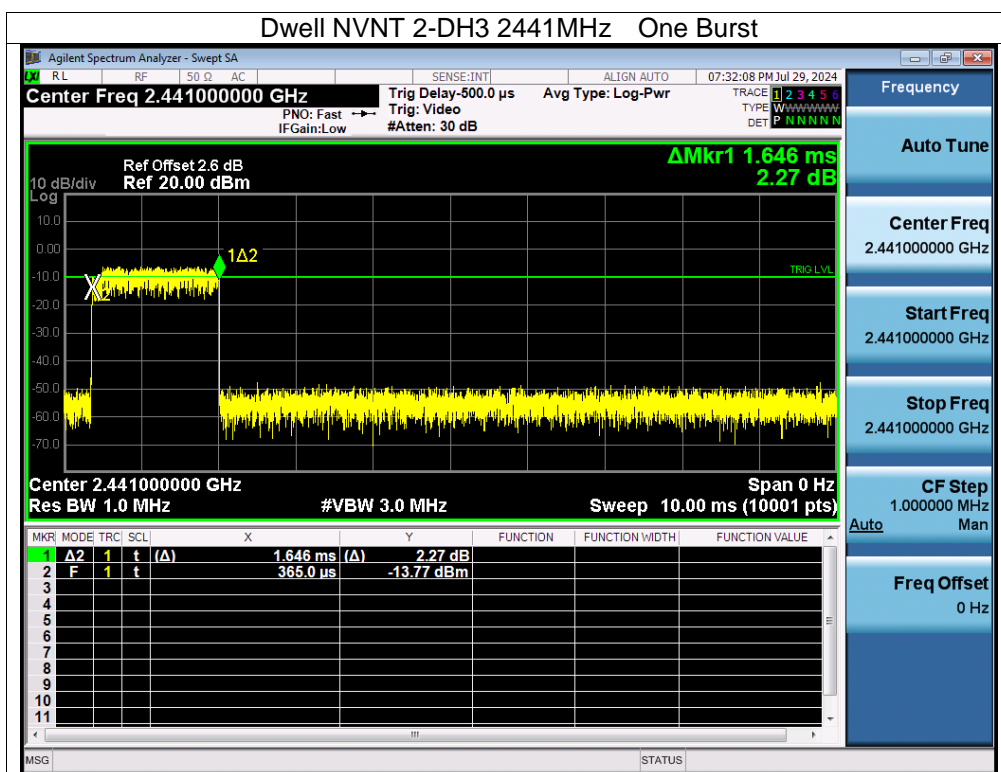 Dwell NVNT 2-DH3 2441MHz One Burst
Agilent Spectrum Analyzer - Swept SA
LXI RL RF 50 Ω AC SENSE:INT ALIGN AUTO 07:32:08 PM Jul 29, 2024
Center Freq 2.441000000 GHz Trig Delay-500.0 µs Avg Type: Log-Pwr TRACE 1 2 3 4 5 6
PNO: Fast Trig: Video TYPE WWWWWW
IFGain:Low #Atten: 30 dB DET P N N N N N
ΔMkr1 1.646 ms
2.27 dB
Ref Offset 2.6 dB
10 dB/div Ref 20.00 dBm
Log
10.0
0.00
-10.0
-20.0
-30.0
-40.0
-50.0
-60.0
-70.0
1Δ2
2
TRIG LVL
Center 2.441000000 GHz Span 0 Hz
Res BW 1.0 MHz #VBW 3.0 MHz Sweep 10.00 ms (10001 pts)
MKR MODE TRC SCL X Y FUNCTION FUNCTION WIDTH FUNCTION VALUE
1 Δ2 1 t (Δ) 1.646 ms (Δ) 2.27 dB
2 F 1 t 365.0 µs -13.77 dBm
3
4
5
6
7
8
9
10
11
MSG STATUS
Frequency
Auto Tune
Center Freq
2.441000000 GHz
Start Freq
2.441000000 GHz
Stop Freq
2.441000000 GHz
CF Step
1.000000 MHz
Auto Man
Freq Offset
0 Hz